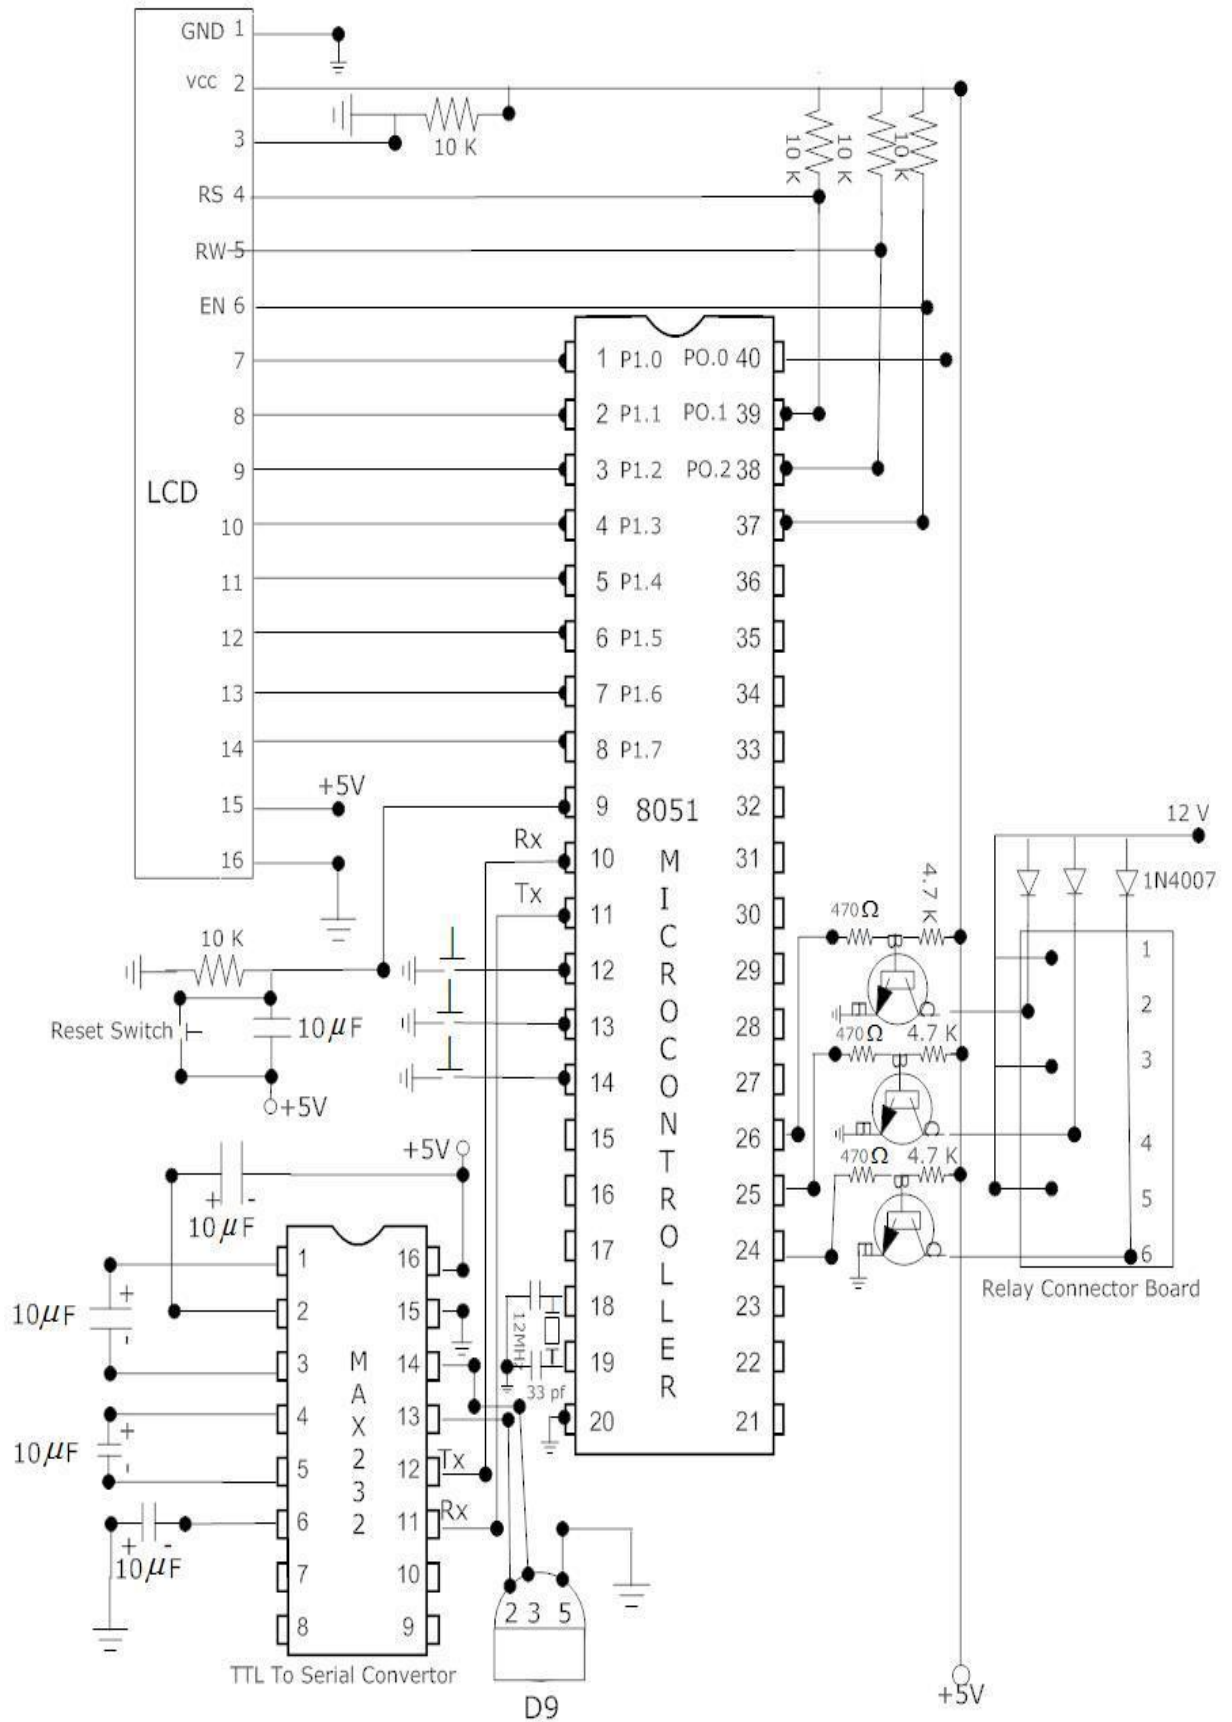 GND 1
VCC 2
3
10 K
10 K
10 K
10 K
RS 4
RW 5
EN 6
7
8
9
LCD
10
11
12
13
14
15
+5V
16
1 P1.0 PO.0 40
2 P1.1 PO.1 39
3 P1.2 PO.2 38
4 P1.3 37
5 P1.4 36
6 P1.5 35
7 P1.6 34
8 P1.7 33
9 8051 32
Rx
10 31
Tx
11 30
12 29
13 28
14 27
15 26
16 25
17 24
18 23
19 22
20 21
MICROCONTROLLER
10 K
Reset Switch
10μF
+5V
12 V
1N4007
470Ω
4.7 K
B
E
C
470Ω 4.7 K
B
E
C
470Ω 4.7 K
B
E
C
1
2
3
4
5
6
Relay Connector Board
12MHz
33 pf
+5V
+ -
10μF
10μF
+
-
10μF
+
-
+ -
10μF
1 16
2 15
3 14
4 13
5 12 Tx
6 11 Rx
7 10
8 9
MAX232
TTL To Serial Convertor
2 3 5
D9
+5V